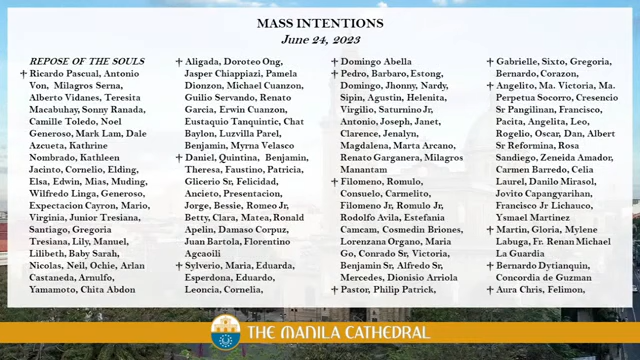 MASS INTENTIONS
June 24, 2023
REPOSE OF THE SOULS
✝ Ricardo Pascual, Antonio
Von, Milagros Serna,
Alberto Vidanes, Teresita
Macabuhay, Sonny Ranada,
Camille Toledo, Noel
Generoso, Mark Lam, Dale
Azcueta, Kathrine
Nombrado, Kathleen
Jacinto, Cornelio, Elding,
Elsa, Edwin, Mias, Muding,
Wilfredo Linga, Generoso,
Expectacion Cayron, Mario,
Virginia, Junior Tresiana,
Santiago, Gregoria
Tresiana, Lily, Manuel,
Lilibeth, Baby Sarah,
Nicolas, Neil, Ochie, Arlan
Castaneda, Arnulfo,
Yamamoto, Chita Abdon
✝ Aligada, Doroteo Ong,
Jasper Chiappiazi, Pamela
Dionzon, Michael Cuanzon,
Guilio Servando, Renato
Garcia, Erwin Cuanzon,
Eustaquio Tanquintic, Chat
Baylon, Luzvilla Parel,
Benjamin, Myrna Velasco
✝ Daniel, Quintina, Benjamin,
Theresa, Faustino, Patricia,
Glicerio Sr, Felicidad,
Ancieto, Presentacion,
Jorge, Bessie, Romeo Jr,
Betty, Clara, Matea, Ronald
Apelin, Damaso Corpuz,
Juan Bartola, Florentino
Agcaoili
✝ Sylverio, Maria, Eduarda,
Esperdona, Eduardo,
Leoncia, Cornelia,
✝ Domingo Abella
✝ Pedro, Barbaro, Estong,
Domingo, Jhonny, Nardy,
Sipin, Agustin, Helenita,
Virgilio, Saturnino Jr,
Antonio, Joseph, Janet,
Clarence, Jenalyn,
Magdalena, Marta Arcano,
Renato Garganera, Milagros
Manantam
✝ Filomeno, Romulo,
Consuelo, Carmelito,
Filomeno Jr, Romulo Jr,
Rodolfo Avila, Estefania
Camcam, Cosmedin Briones,
Lorenzana Organo, Maria
Go, Conrado Sr, Victoria,
Benjamin Sr, Alfredo Sr,
Mercedes, Dionisio Arriola
✝ Pastor, Philip Patrick,
✝ Gabrielle, Sixto, Gregoria,
Bernardo, Corazon,
✝ Angelito, Ma. Victoria, Ma.
Perpetua Socorro, Cresencio
Sr Pangilinan, Francisco,
Pacita, Angelita, Leo,
Rogelio, Oscar, Dan, Albert
Sr Reformina, Rosa
Sandiego, Zeneida Amador,
Carmen Barredo, Celia
Laurel, Danilo Mirasol,
Jovito Capangyarihan,
Francisco Jr Lichauco,
Ysmael Martinez
✝ Martin, Gloria, Mylene
Labuga, Fr. Renan Michael
La Guardia
✝ Bernardo Dytianquin,
Concordia de Guzman
✝ Aura Chris, Felimon,
THE MANILA CATHEDRAL